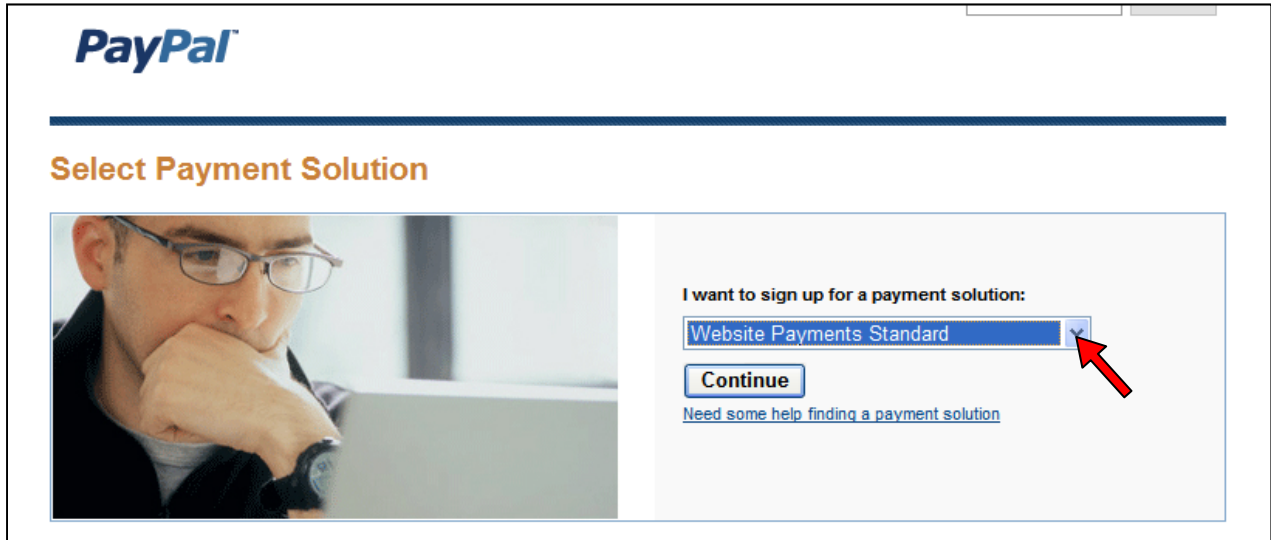 PayPal™
Select Payment Solution
I want to sign up for a payment solution:
Website Payments Standard
Continue
Need some help finding a payment solution